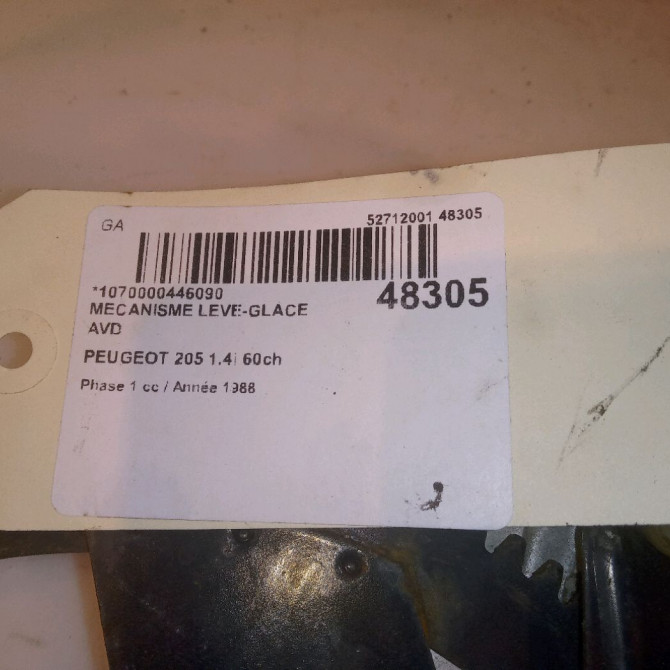 GA
52712001 48305
*1070000446090
48305
MECANISME LEVE-GLACE
AVD
PEUGEOT 205 1.4i 60ch
Phase 1 cc / Année 1988